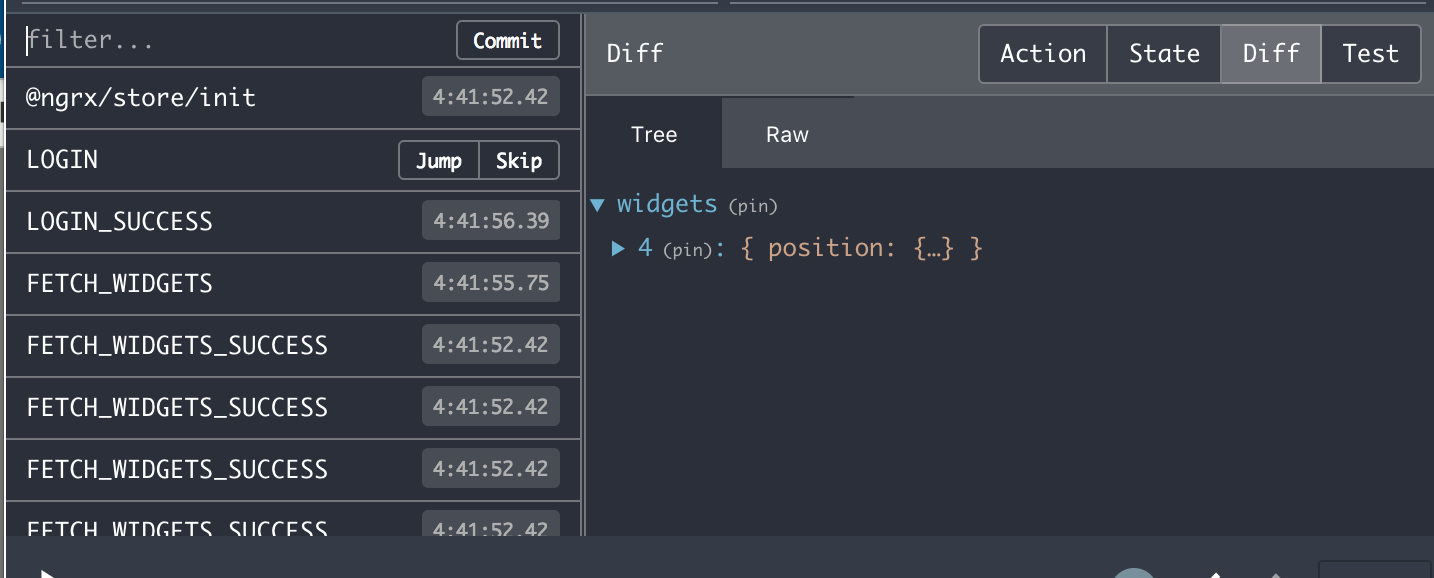 filter... Commit
@ngrx/store/init 4:41:52.42
LOGIN Jump Skip
LOGIN_SUCCESS 4:41:56.39
FETCH_WIDGETS 4:41:55.75
FETCH_WIDGETS_SUCCESS 4:41:52.42
FETCH_WIDGETS_SUCCESS 4:41:52.42
FETCH_WIDGETS_SUCCESS 4:41:52.42
FETCH_WIDGETS_SUCCESS 4:41:52.42
Diff Action State Diff Test
Tree Raw
▼ widgets (pin)
▶ 4 (pin): { position: {…} }